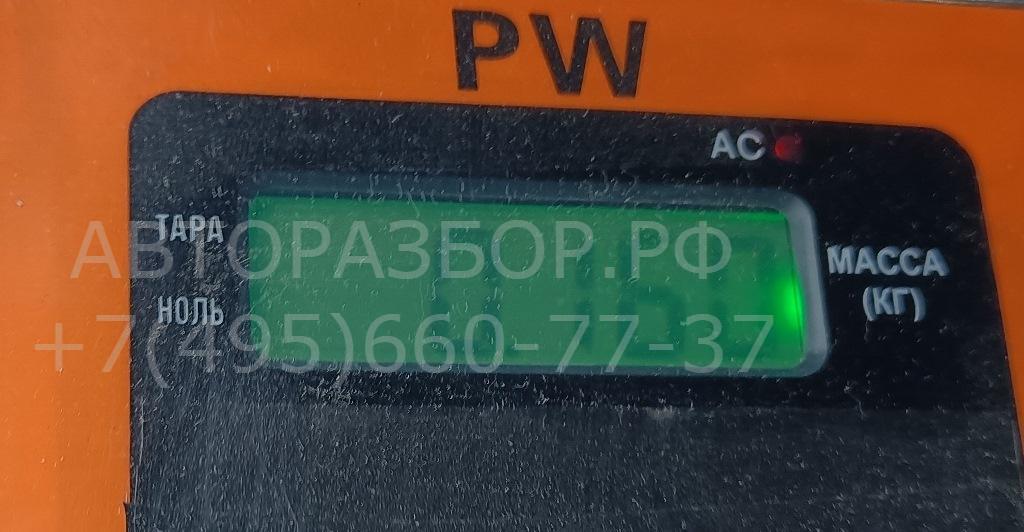 PW
AC
ТАРА
АВТОРАЗБОР.РФ
МАССА
(КГ)
НОЛЬ
+7(495)660-77-37